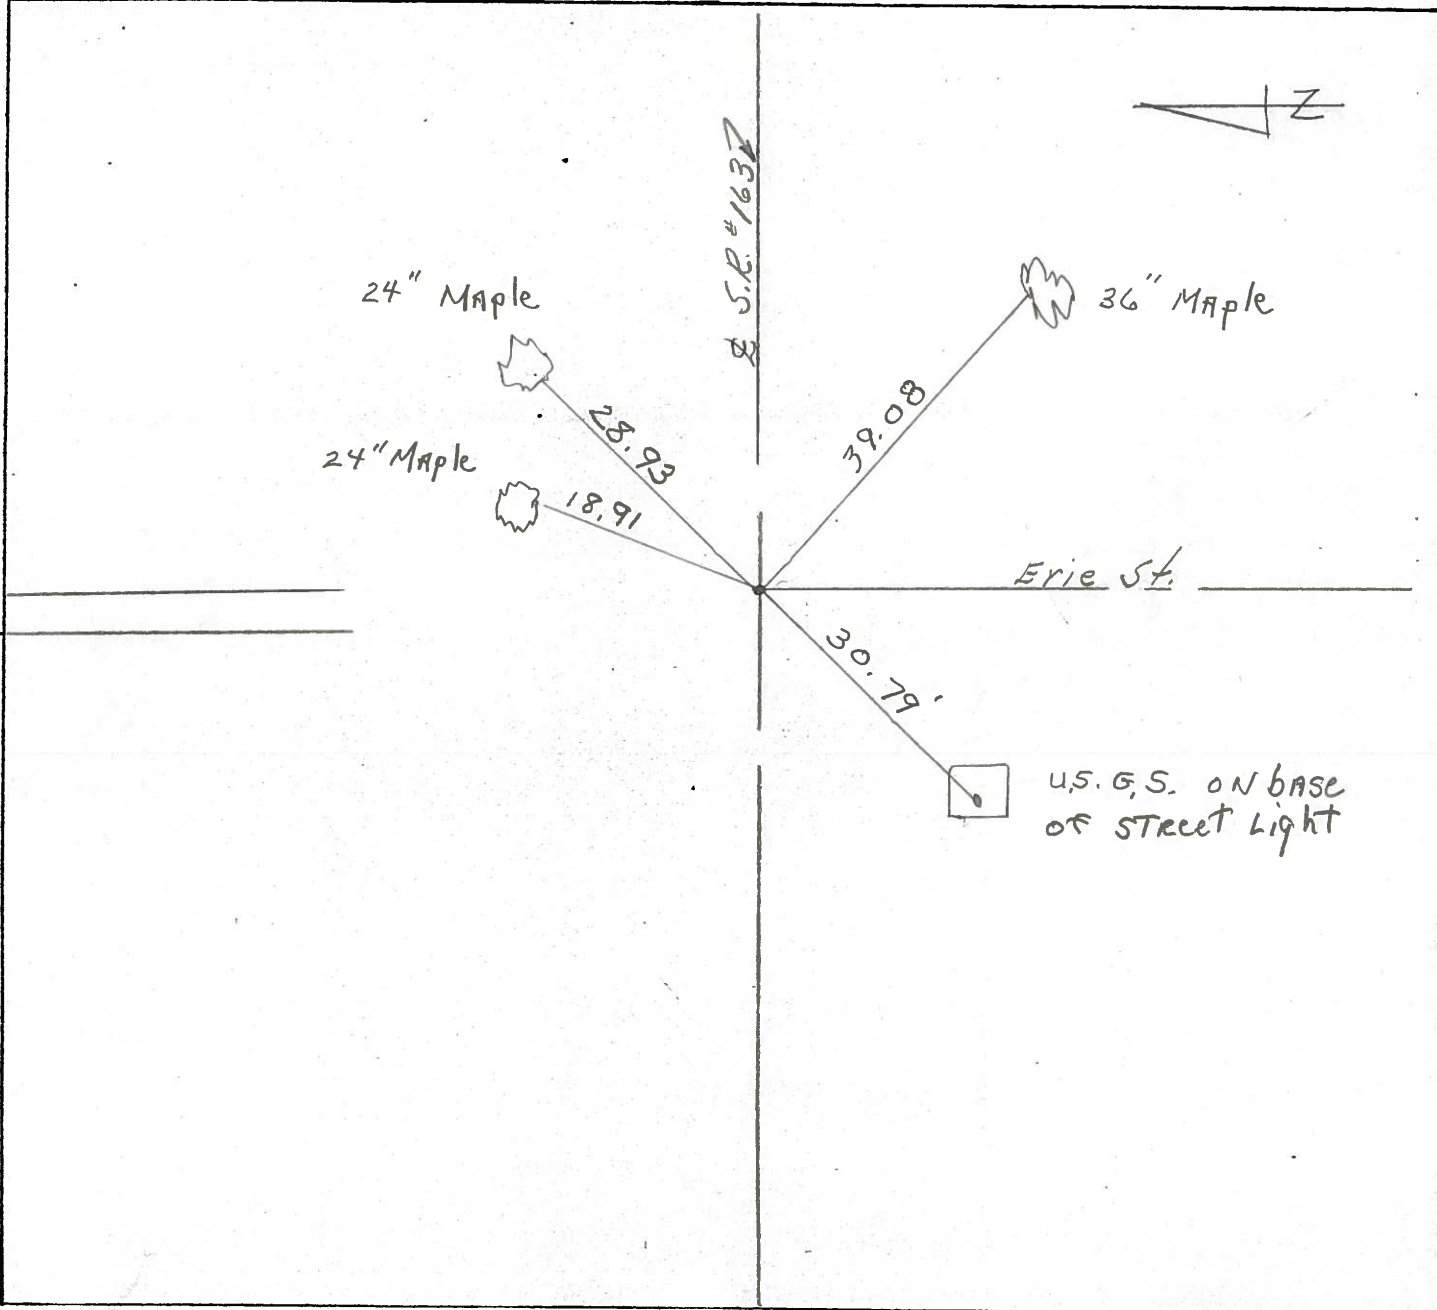 Z
℄ S.R. #163
24" Maple
36" Maple
28.93
39.08
24" Maple
18.91
Erie St.
30.79'
U.S.G.S. on base
of Street Light